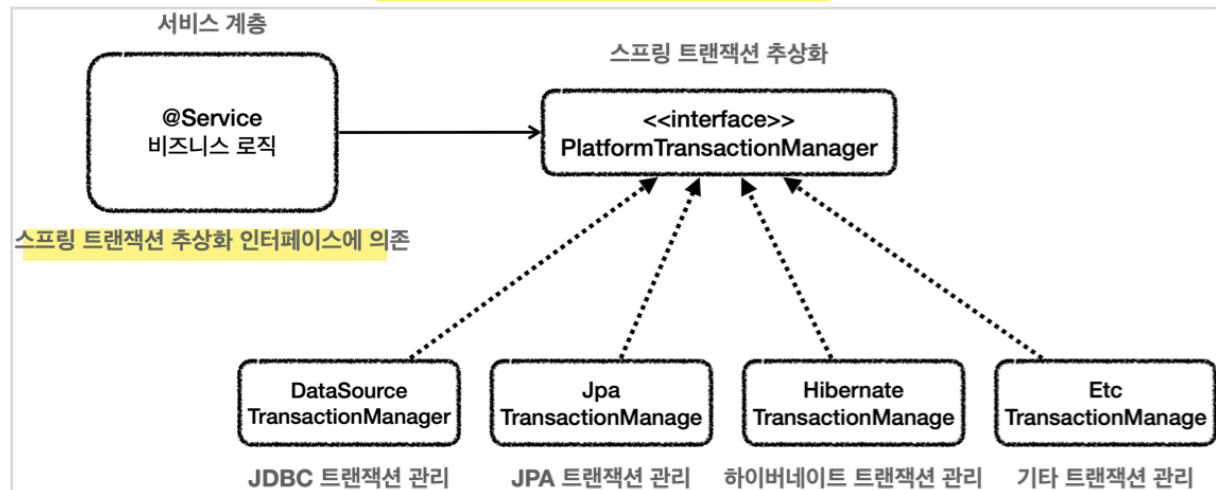 서비스 계층
스프링 트랜잭션 추상화
@Service
비즈니스 로직
<<interface>>
PlatformTransactionManager
스프링 트랜잭션 추상화 인터페이스에 의존
DataSource
TransactionManager
Jpa
TransactionManage
Hibernate
TransactionManage
Etc
TransactionManage
JDBC 트랜잭션 관리
JPA 트랜잭션 관리
하이버네이트 트랜잭션 관리
기타 트랜잭션 관리